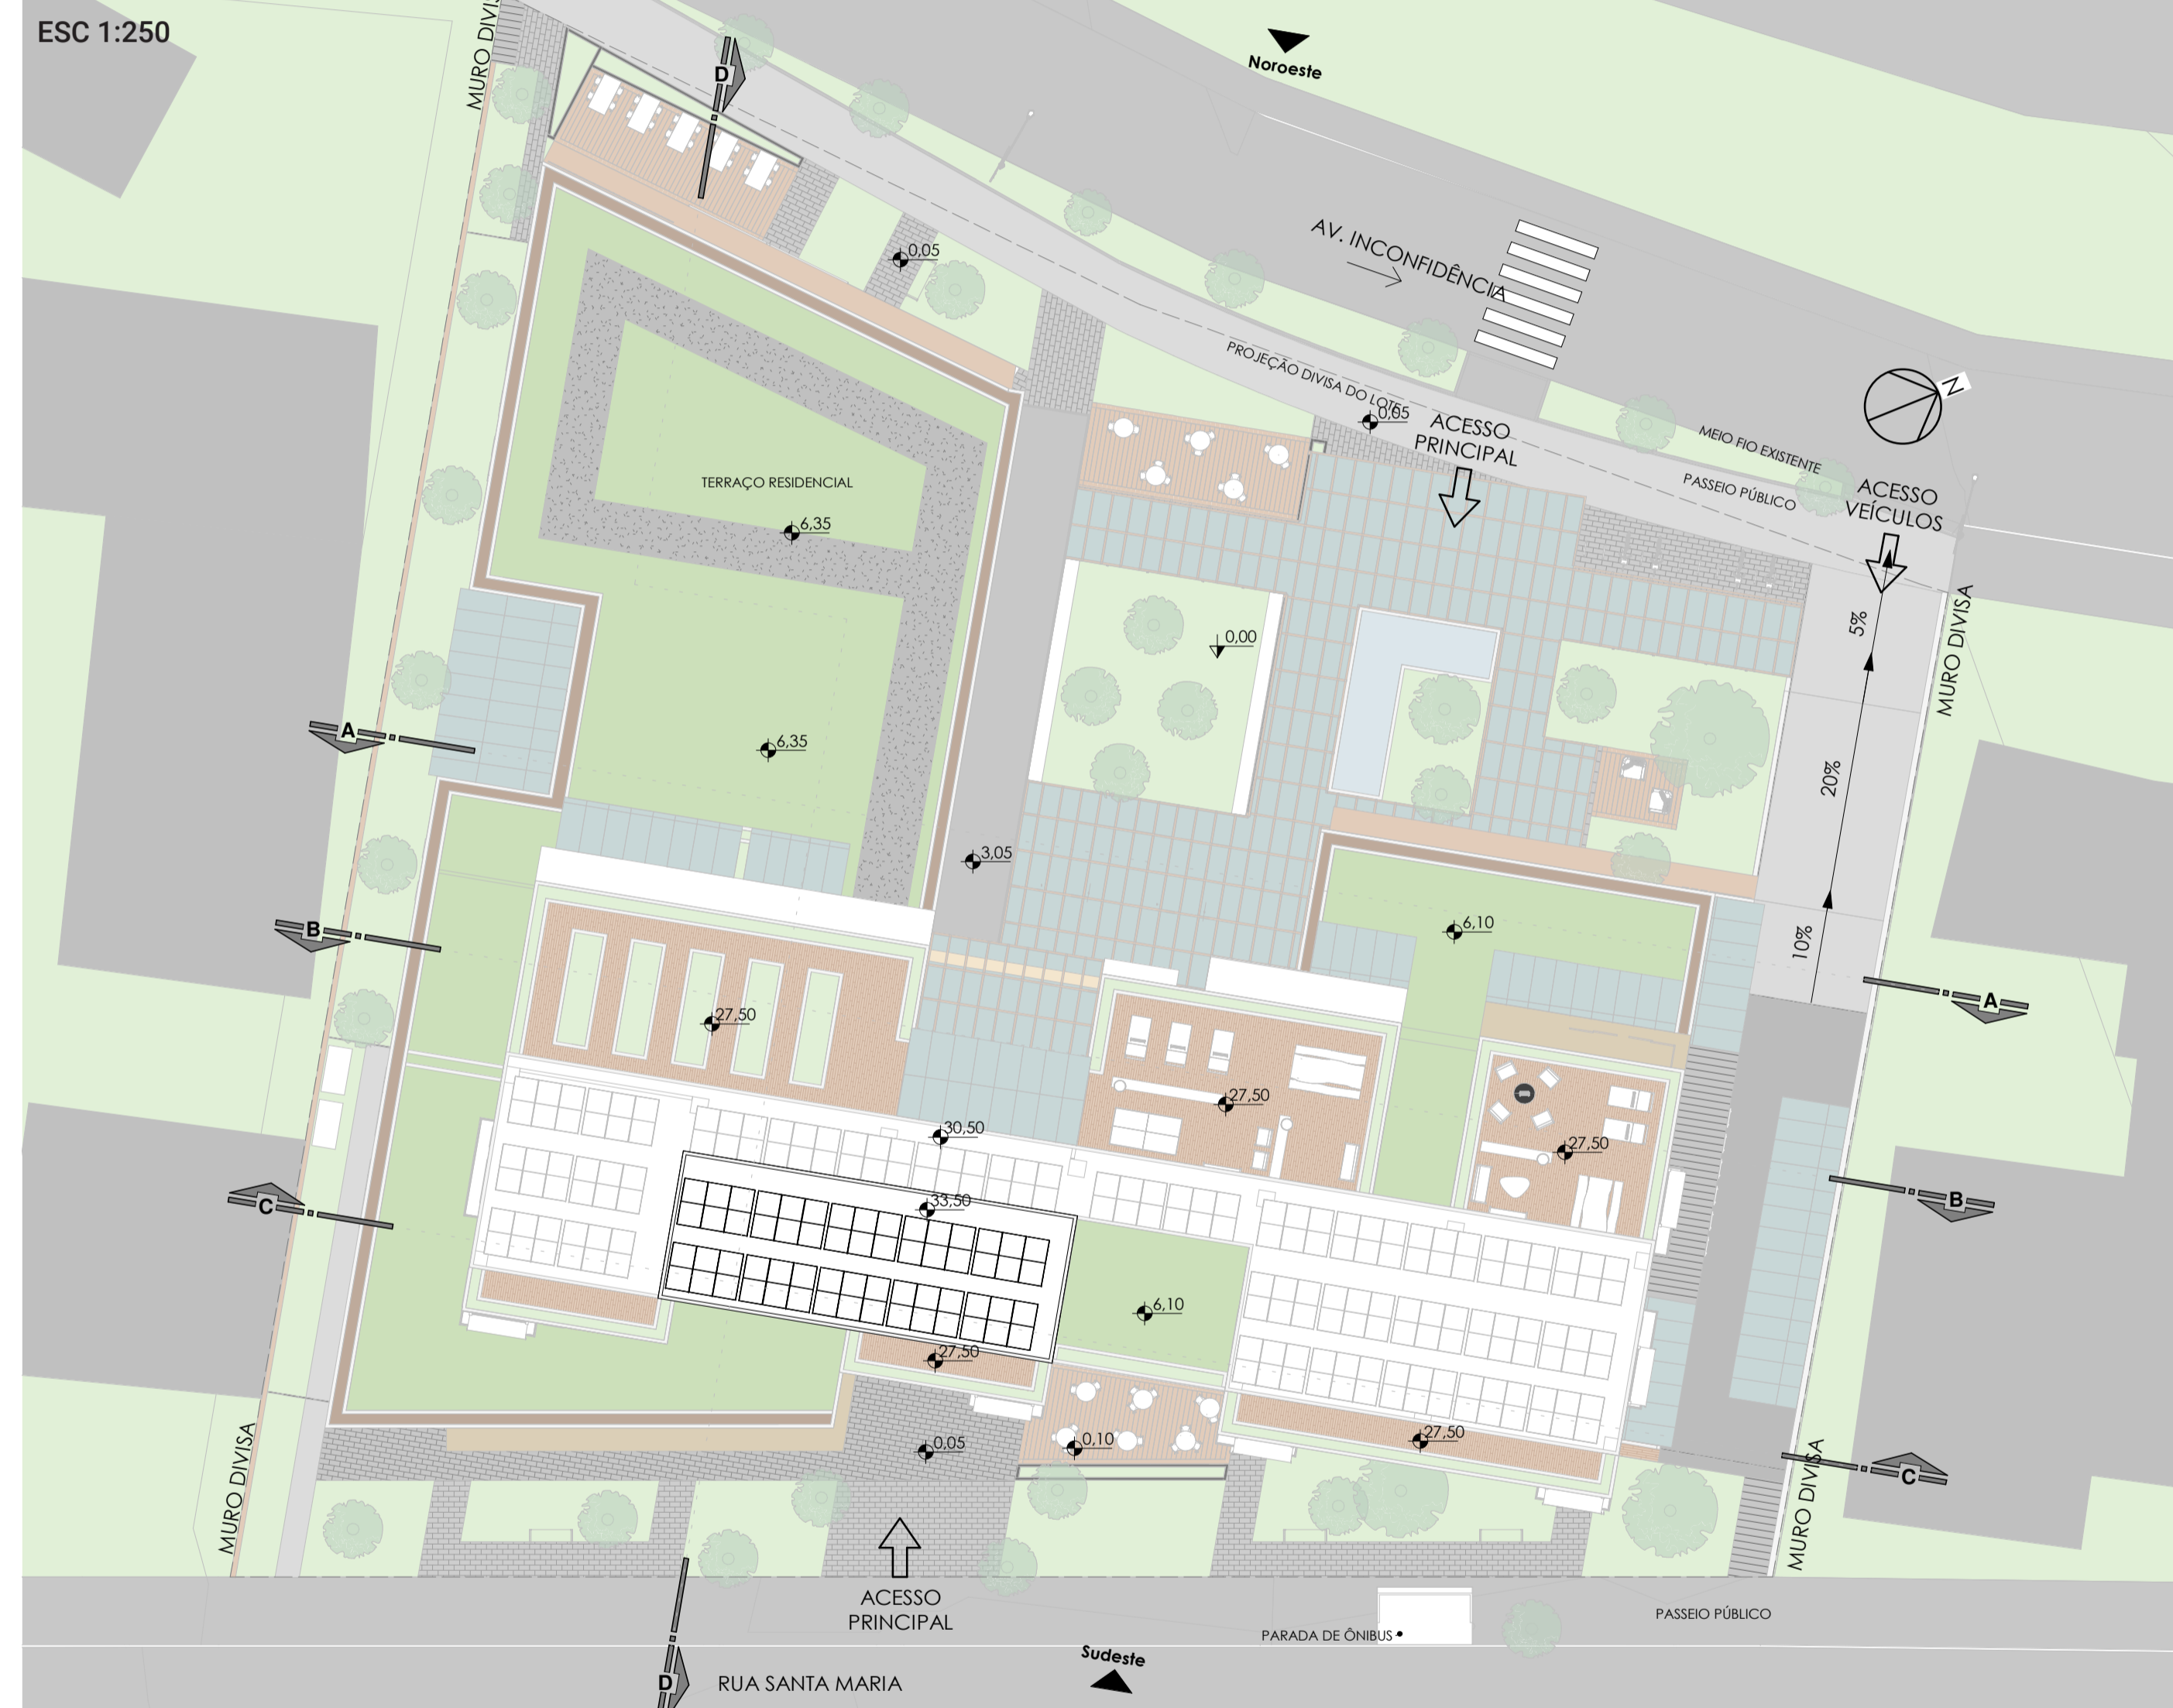 ESC 1:250
MURO DIVIS
D
Noroeste
AV. INCONFIDÊNCIA
0,05
PROJEÇÃO DIVISA DO LOTE
0,05
ACESSO
PRINCIPAL
N
MEIO FIO EXISTENTE
PASSEIO PÚBLICO
ACESSO
VEÍCULOS
TERRAÇO RESIDENCIAL
6,35
0,00
5%
MURO DIVISA
A
6,35
20%
3,05
B
6,10
10%
A
27,50
27,50
30,50
27,50
C
33,50
B
6,10
27,50
27,50
0,05
0,10
MURO DIVISA
C
MURO DIVISA
ACESSO
PRINCIPAL
PASSEIO PÚBLICO
PARADA DE ÔNIBUS
Sudeste
D
RUA SANTA MARIA